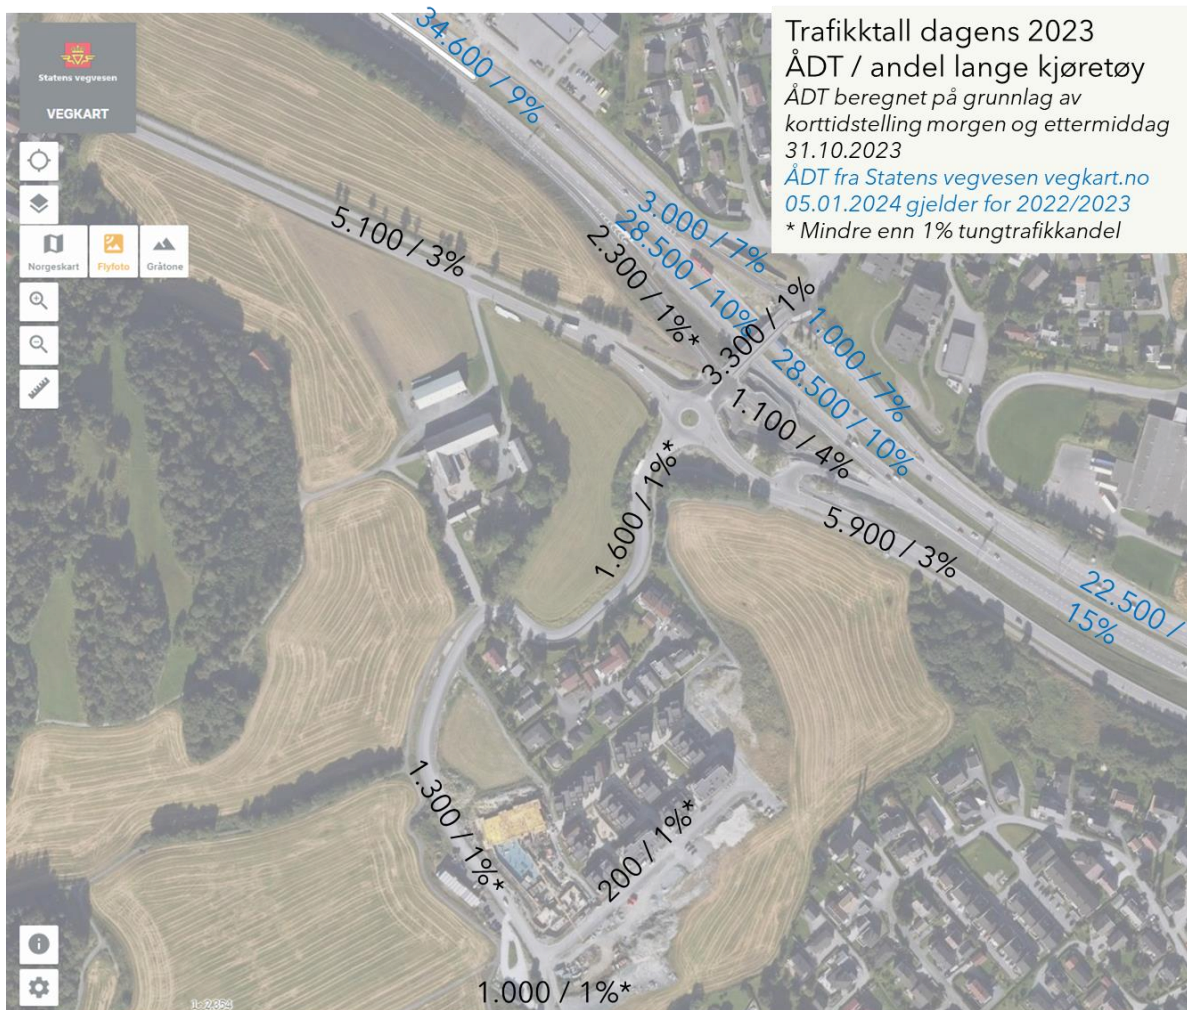 Statens vegvesen
VEGKART
Norgeskart
Flyfoto
Gråtone
Trafikktall dagens 2023
ÅDT / andel lange kjøretøy
ÅDT beregnet på grunnlag av
korttidstelling morgen og ettermiddag
31.10.2023
ÅDT fra Statens vegvesen vegkart.no
05.01.2024 gjelder for 2022/2023
* Mindre enn 1% tungtrafikkandel
34.600 / 9%
3.000 / 7%
28.500 / 10%
2.300 / 1%*
5.100 / 3%
3.300 / 1%
1.000 / 7%
28.500 / 10%
1.100 / 4%
1.600 / 1%*
5.900 / 3%
22.500 /
15%
1.300 / 1%*
200 / 1%*
1.000 / 1%*